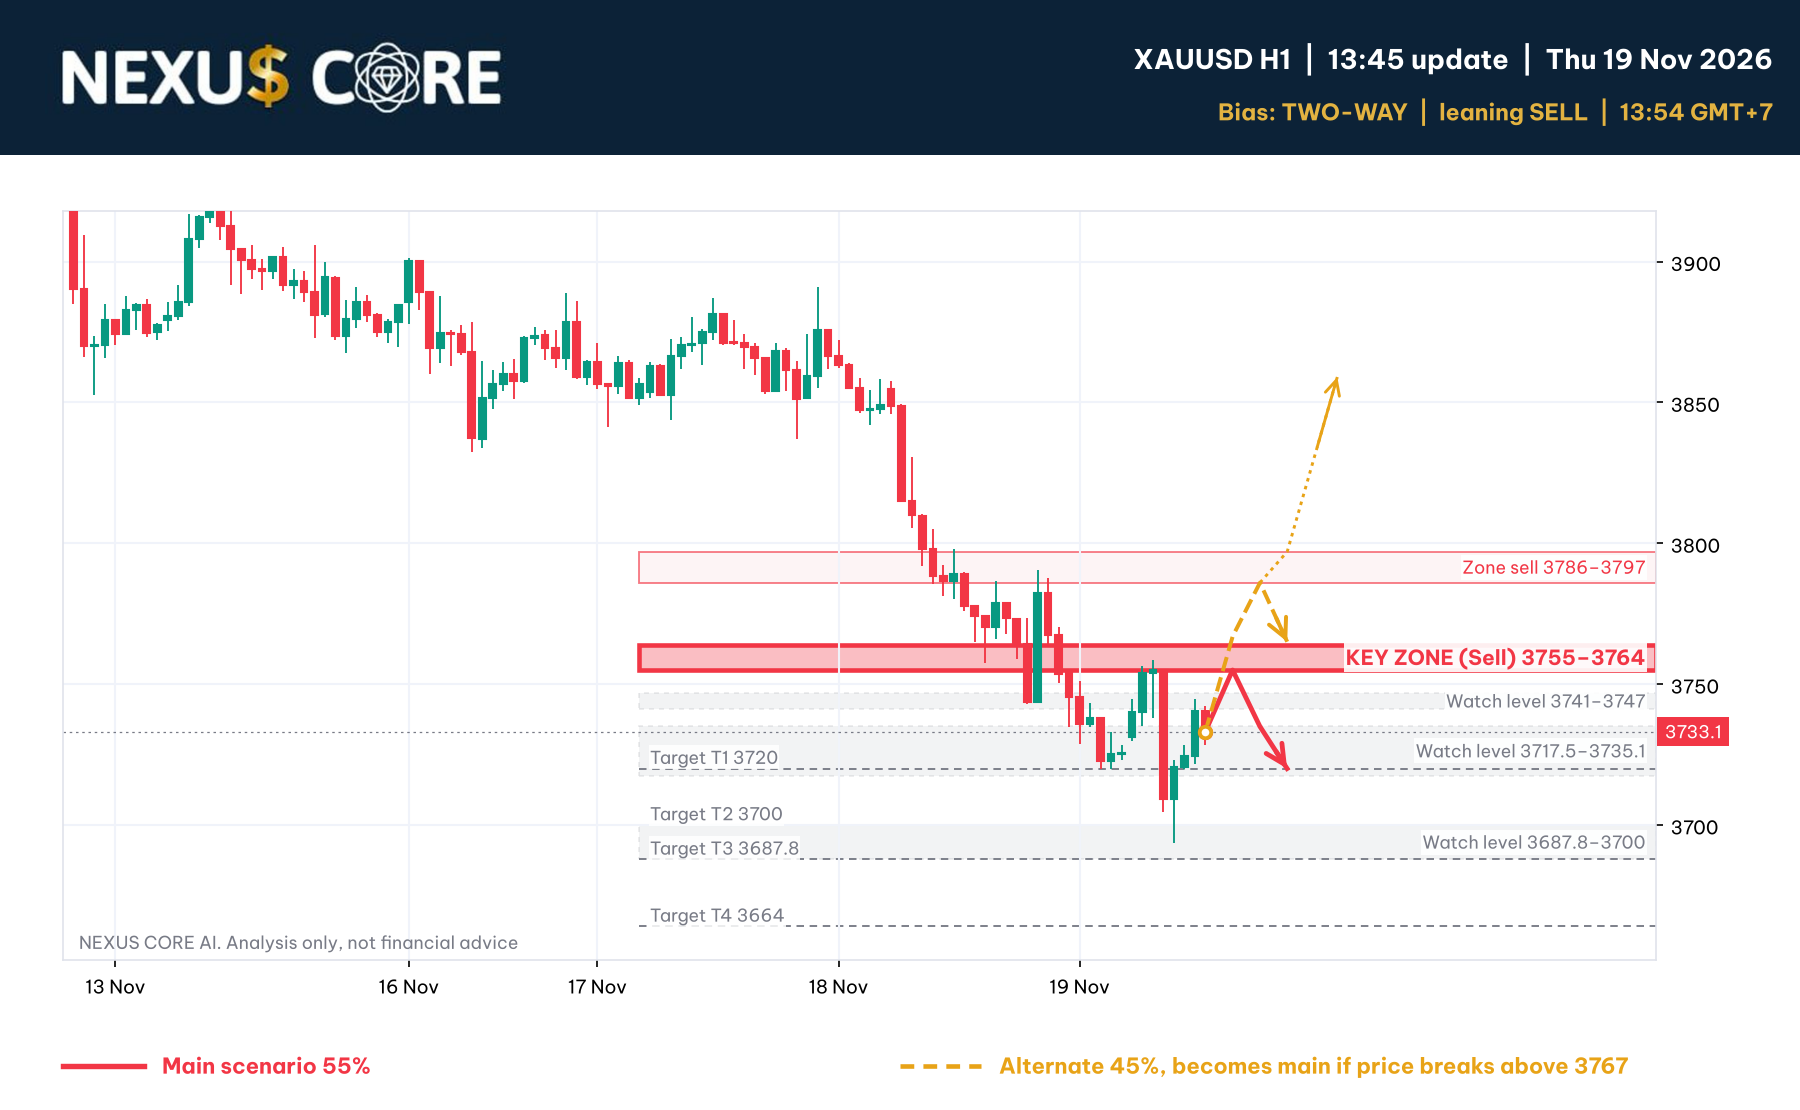 NEXU$ CORE
XAUUSD H1 | 13:45 update | Thu 19 Nov 2026
Bias: TWO-WAY | leaning SELL | 13:54 GMT+7
3900
3850
3800
Zone sell 3786–3797
KEY ZONE (Sell) 3755–3764
3750
Watch level 3741–3747
3733.1
Watch level 3717.5–3735.1
Target T1 3720
Target T2 3700
3700
Watch level 3687.8–3700
Target T3 3687.8
Target T4 3664
NEXUS CORE AI. Analysis only, not financial advice
13 Nov 16 Nov 17 Nov 18 Nov 19 Nov
Main scenario 55%
Alternate 45%, becomes main if price breaks above 3767